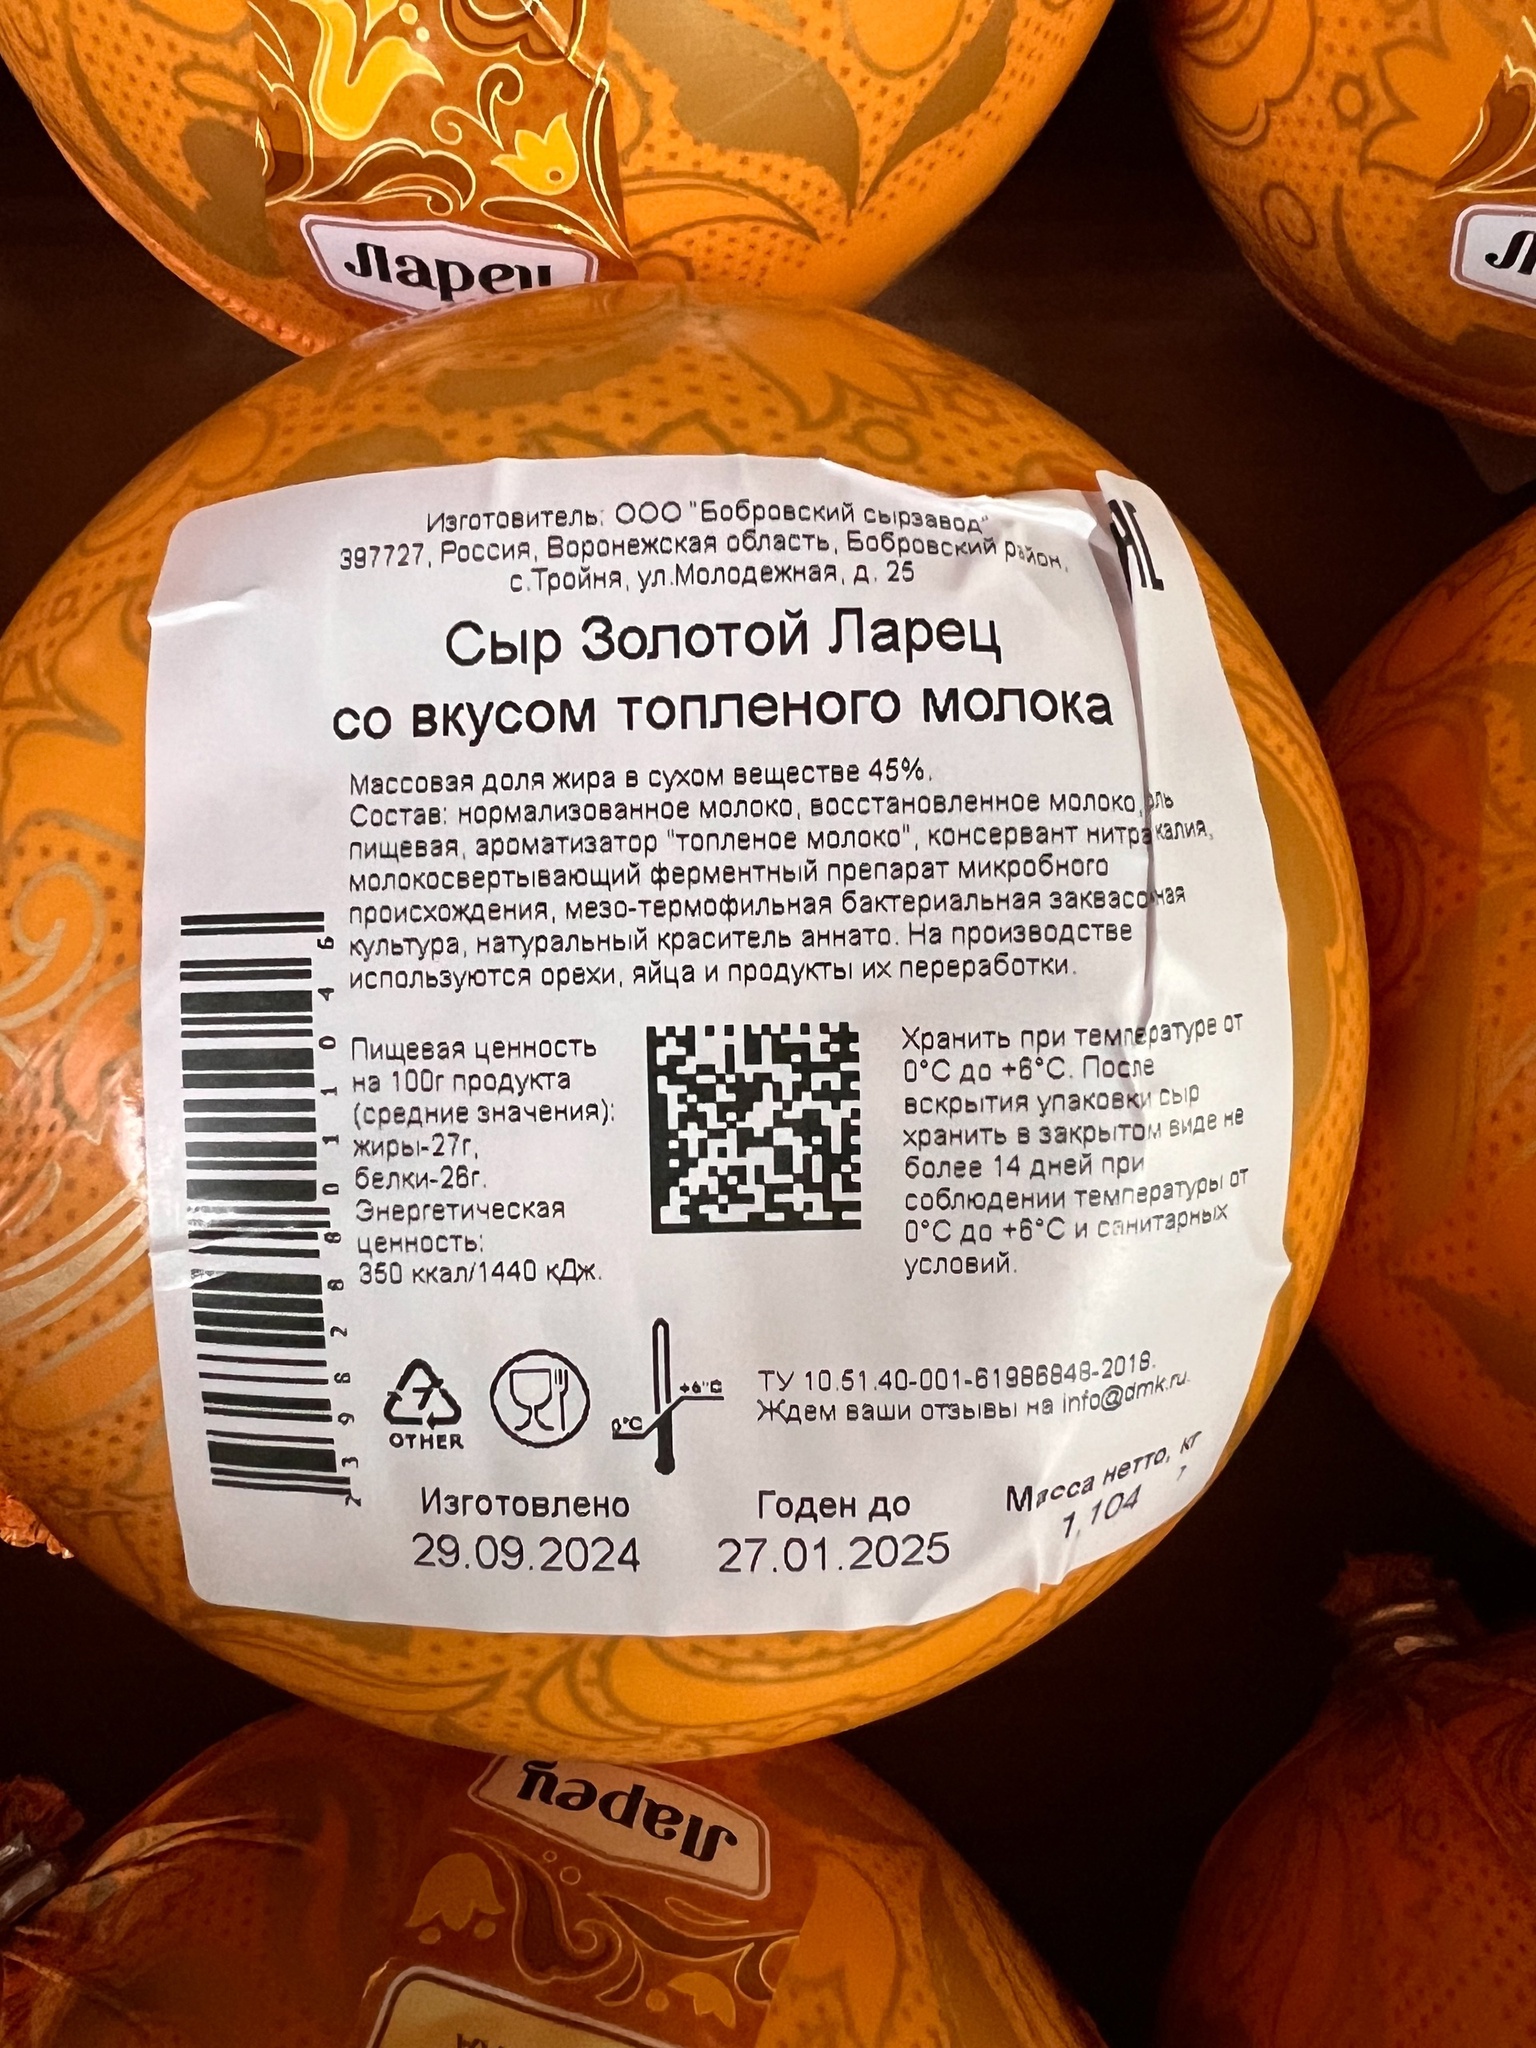 Ларец
Изготовитель: ООО "Бобровский сырзавод"
397727, Россия, Воронежская область, Бобровский район,
с.Тройня, ул.Молодежная, д. 25
Сыр Золотой Ларец
со вкусом топленого молока
Массовая доля жира в сухом веществе 45%.
Состав: нормализованное молоко, восстановленное молоко,
пищевая, ароматизатор "топленое молоко", консервант калия,
молокосвертывающий ферментный препарат микробного
происхождения, мезо-термофильная бактериальная заквасочная
культура, натуральный краситель аннато. На производстве
используются орехи, яйца и продукты их переработки.
Пищевая ценность
на 100г продукта
(средние значения):
жиры-27г,
белки-26г.
Энергетическая
ценность:
350 ккал/1440 кДж.
Хранить при температуре от
0°С до +6°С. После
вскрытия упаковки сыр
хранить в закрытом виде не
более 14 дней при
соблюдении температуры от
0°С до +6°С и санитарных
условий.
7
OTHER
0°C
+6°C
ТУ 10.51.40-001-61986848-2018.
Ждем ваши отзывы на info@dmk.ru.
Изготовлено
29.09.2024
Годен до
27.01.2025
Масса нетто, кг
1,104
Ларец